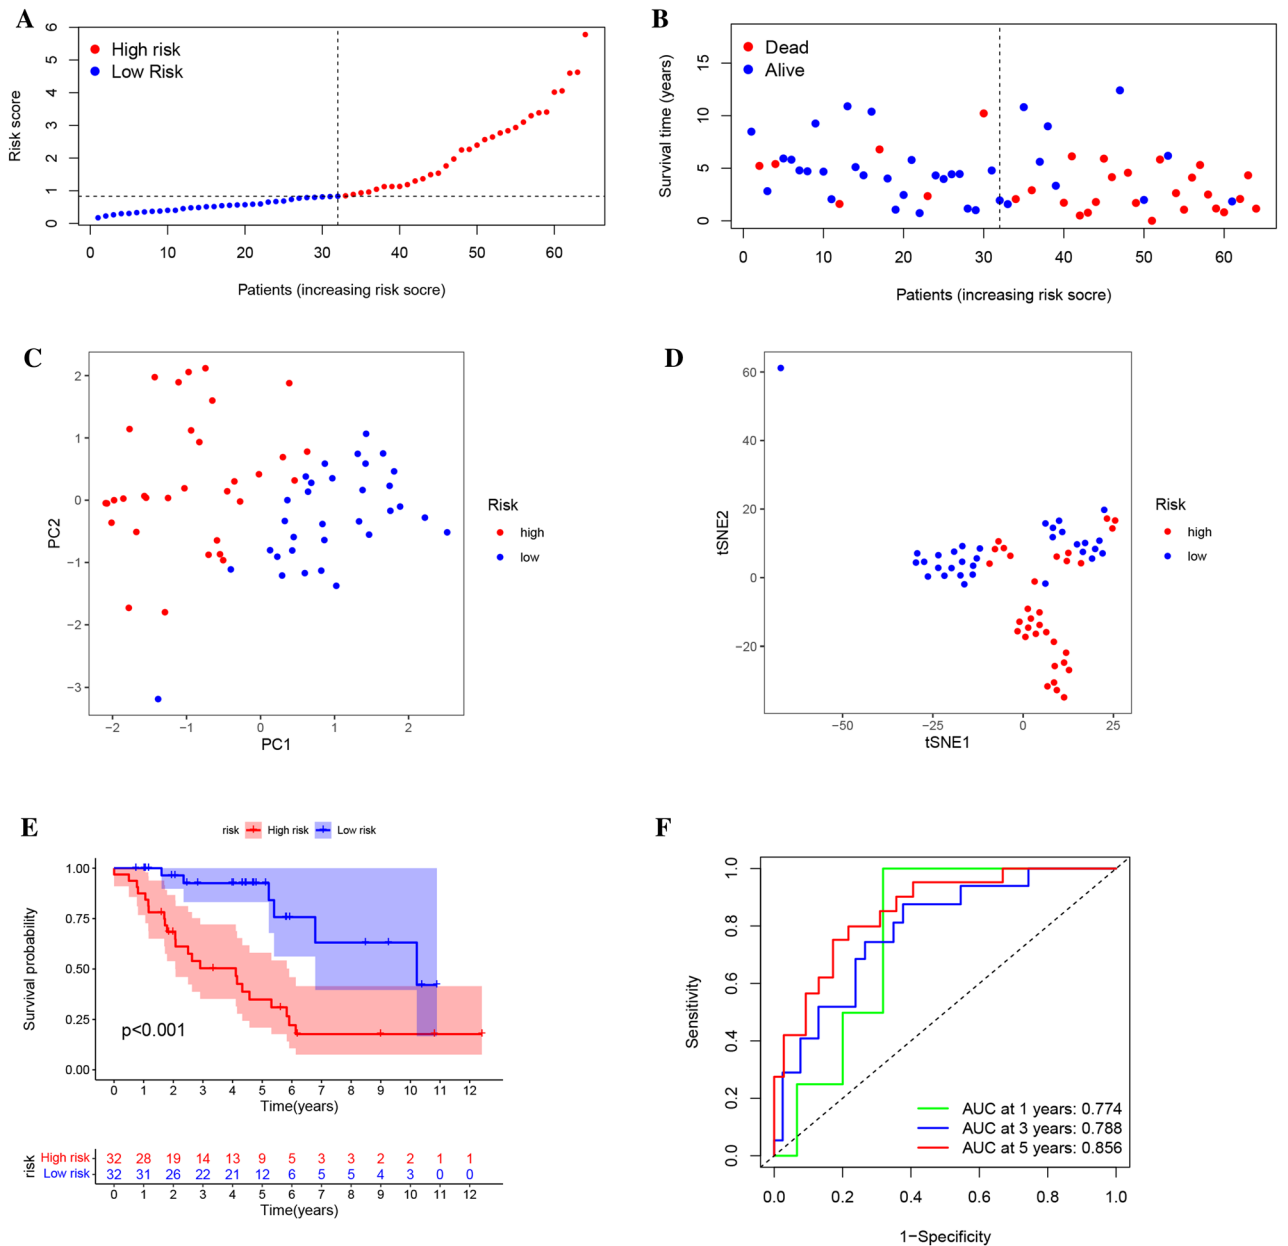 A
High risk
Low Risk
Risk score
0 1 2 3 4 5 6
0 10 20 30 40 50 60
Patients (increasing risk socre)
B
Dead
Alive
Survival time (years)
0 5 10 15
0 10 20 30 40 50 60
Patients (increasing risk socre)
C
PC2
2
1
0
−1
−2
−3
−2 −1 0 1 2
PC1
Risk
high
low
D
tSNE2
60
40
20
0
−20
−50 −25 0 25
tSNE1
Risk
high
low
E
risk High risk Low risk
Survival probability
1.00
0.75
0.50
0.25
0.00
p<0.001
0 1 2 3 4 5 6 7 8 9 10 11 12
Time(years)
risk
High risk 32 28 19 14 13 9 5 3 3 2 2 1 1
Low risk 32 31 26 22 21 12 6 5 5 4 3 0 0
0 1 2 3 4 5 6 7 8 9 10 11 12
Time(years)
F
Sensitivity
0.0 0.2 0.4 0.6 0.8 1.0
AUC at 1 years: 0.774
AUC at 3 years: 0.788
AUC at 5 years: 0.856
0.0 0.2 0.4 0.6 0.8 1.0
1−Specificity